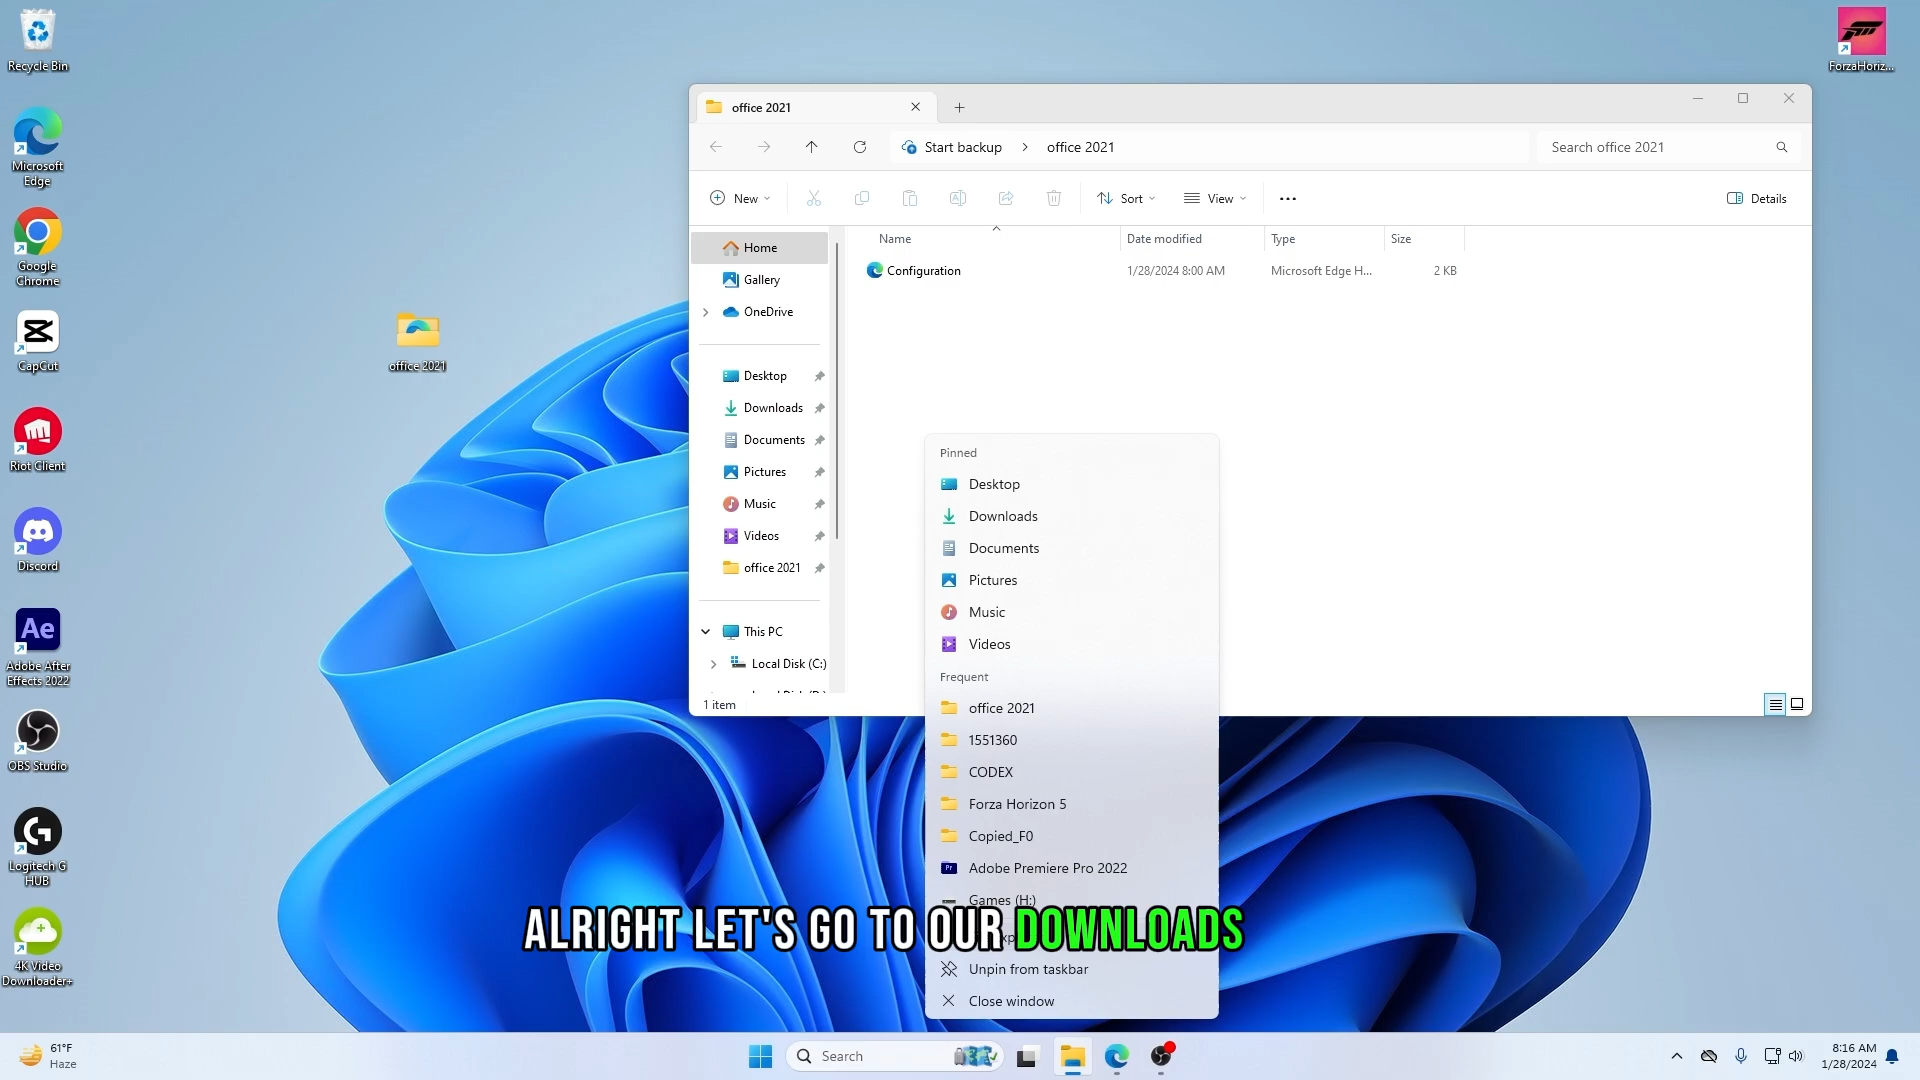 Recycle Bin
Microsoft
Edge
Google
Chrome
CapCut
Riot Client
Discord
Ae
Adobe After
Effects 2022
OBS Studio
Logitech G
HUB
4K Video
Downloader+
office 2021
ForzaHoriz...
office 2021
Start backup
office 2021
Search office 2021
New
Sort
View
Details
Name
Date modified
Type
Size
Configuration
1/28/2024 8:00 AM
Microsoft Edge H...
2 KB
Home
Gallery
OneDrive
Desktop
Downloads
Documents
Pictures
Music
Videos
office 2021
This PC
Local Disk (C:)
1 item
Pinned
Desktop
Downloads
Documents
Pictures
Music
Videos
Frequent
office 2021
1551360
CODEX
Forza Horizon 5
Copied_F0
Pr
Adobe Premiere Pro 2022
Games (H:)
ALRIGHT LET'S GO TO OUR DOWNLOADS
Unpin from taskbar
Close window
61°F
Haze
Search
8:16 AM
1/28/2024